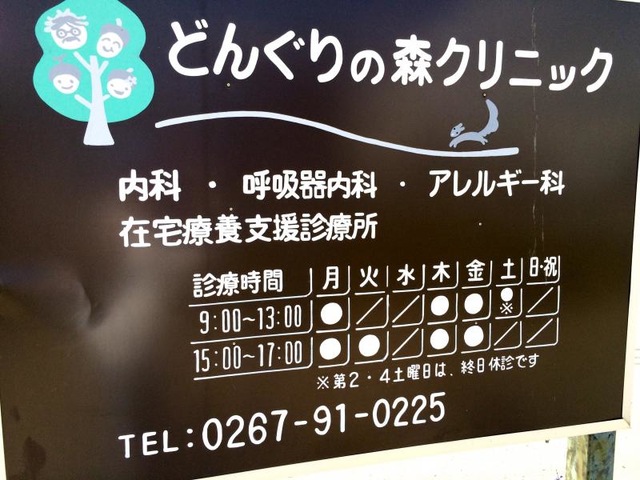 どんぐりの森クリニック
内科 ・ 呼吸器内科 ・ アレルギー科
在宅療養支援診療所
診療時間 月 火 水 木 金 土 日・祝
9:00~13:00 ● / / ● ● ●※ /
15:00~17:00 ● ● / ● ● / /
※第2・4土曜日は、終日休診です
TEL:0267-91-0225